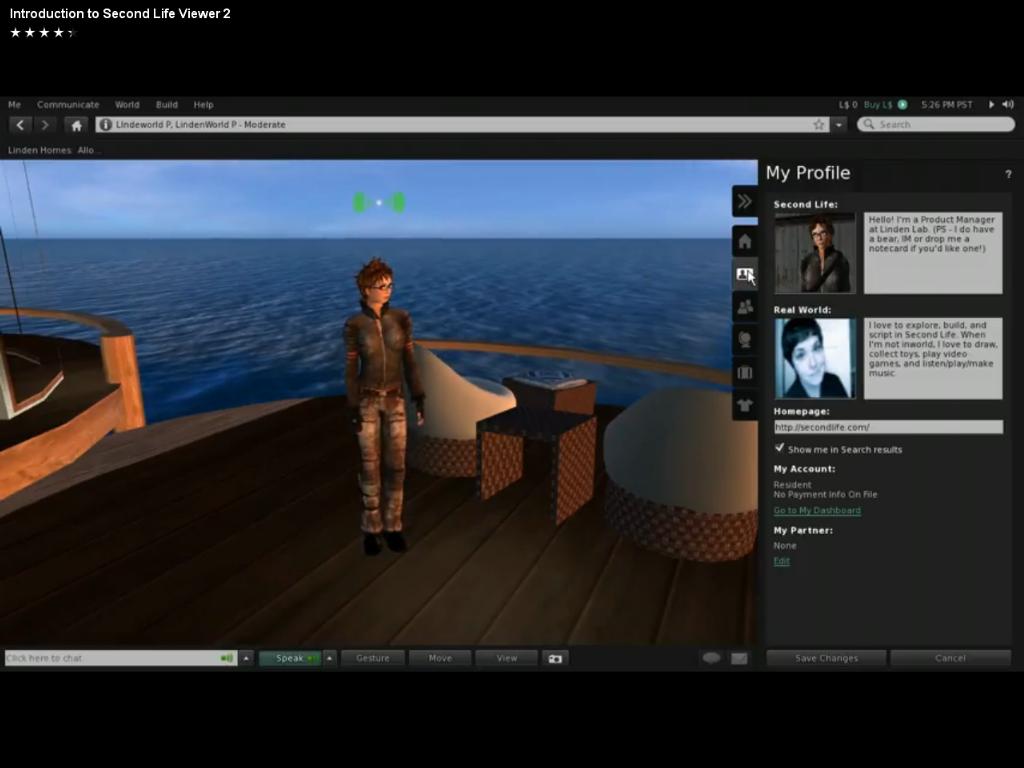 Introduction to Second Life Viewer 2
Me Communicate World Build Help
L$ 0 Buy L$ 5:26 PM PST
LIndeworld P, LindenWorld P - Moderate
Search
Linden Homes: Allo...
My Profile
?
Second Life:
Hello! I'm a Product Manager
at Linden Lab. (PS - I do have
a bear, IM or drop me a
notecard if you'd like one!)
Real World:
I love to explore, build, and
script in Second Life. When
I'm not inworld, I love to draw,
collect toys, play video
games, and listen/play/make
music.
Homepage:
http://secondlife.com/
Show me in Search results
My Account:
Resident
No Payment Info On File
Go to My Dashboard
My Partner:
None
Edit
Click here to chat
Speak
Gesture
Move
View
Save Changes
Cancel